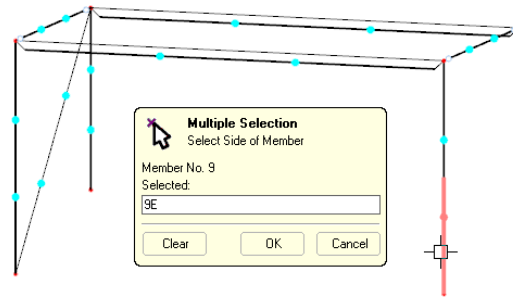 Multiple Selection
Select Side of Member
Member No. 9
Selected:
9E
Clear
OK
Cancel